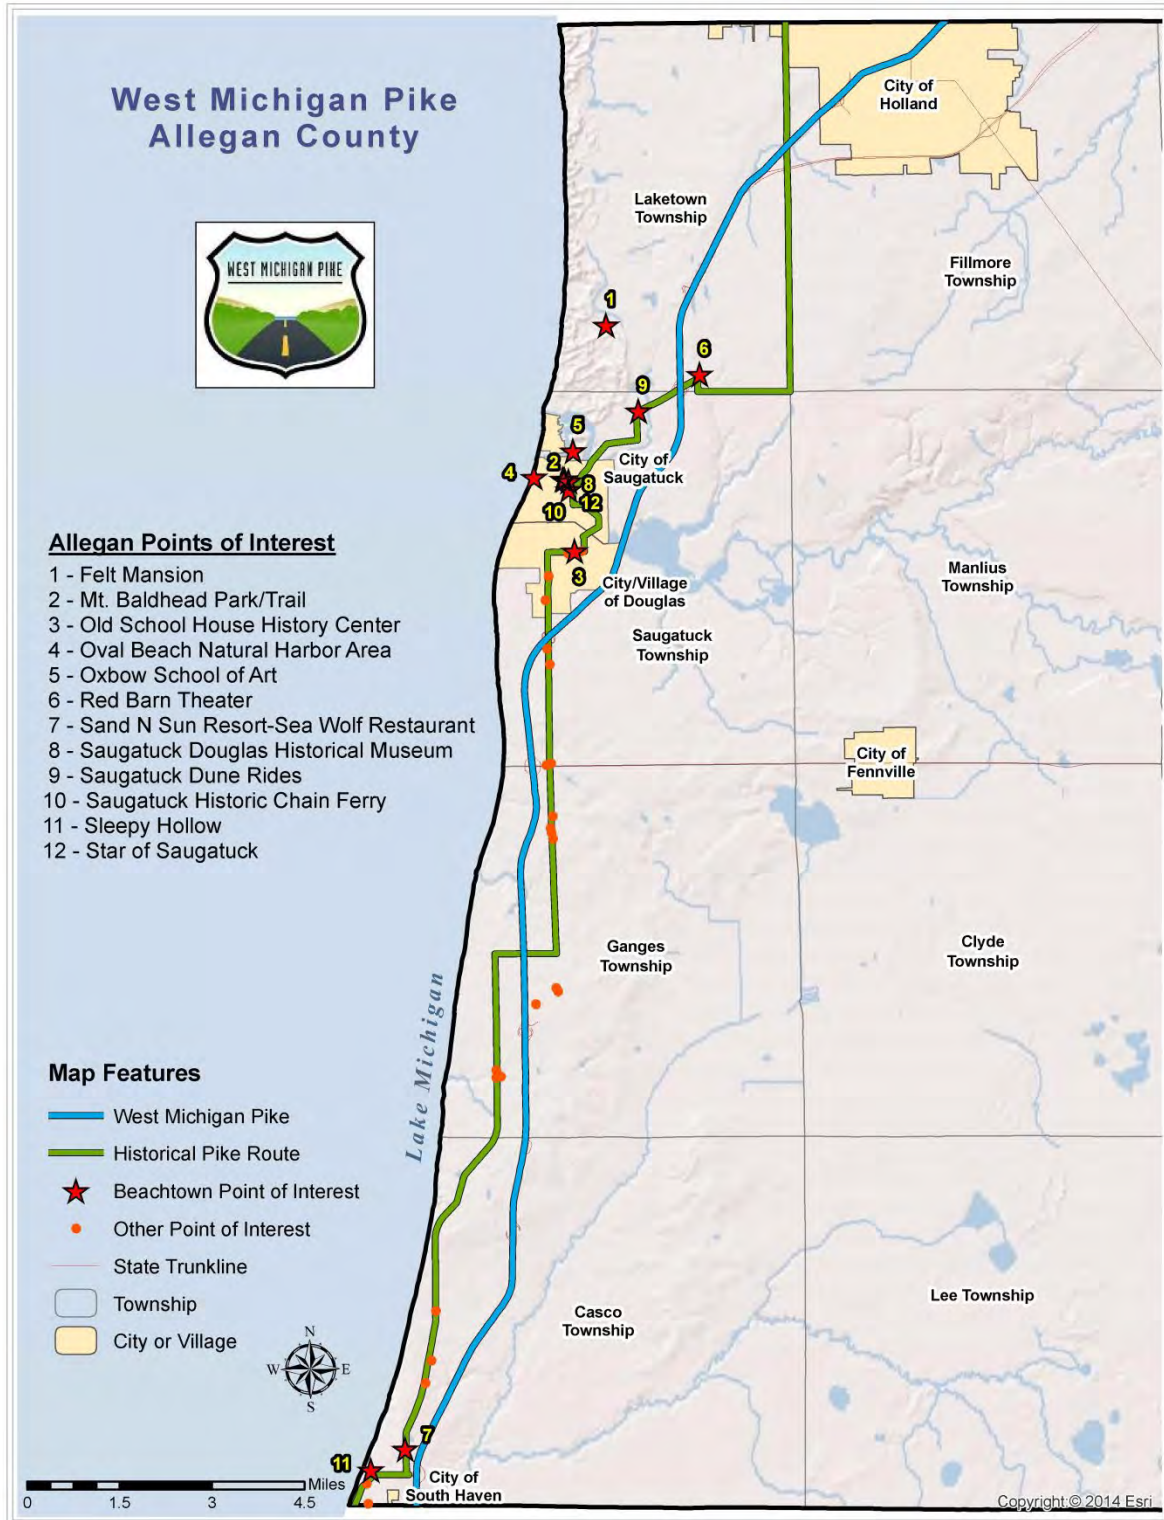 West Michigan Pike
Allegan County
WEST MICHIGAN PIKE
City of
Holland
Laketown
Township
Fillmore
Township
1
6
9
5
City of
Saugatuck
2
4
8
12
10
3
City/Village
of Douglas
Manlius
Township
Saugatuck
Township
Allegan Points of Interest
1 - Felt Mansion
2 - Mt. Baldhead Park/Trail
3 - Old School House History Center
4 - Oval Beach Natural Harbor Area
5 - Oxbow School of Art
6 - Red Barn Theater
7 - Sand N Sun Resort-Sea Wolf Restaurant
8 - Saugatuck Douglas Historical Museum
9 - Saugatuck Dune Rides
10 - Saugatuck Historic Chain Ferry
11 - Sleepy Hollow
12 - Star of Saugatuck
City of
Fennville
Ganges
Township
Clyde
Township
Lake Michigan
Map Features
West Michigan Pike
Historical Pike Route
Beachtown Point of Interest
Other Point of Interest
State Trunkline
Township
City or Village
N
W E
S
Casco
Township
Lee Township
7
11
City of
South Haven
Miles
0 1.5 3 4.5
Copyright:© 2014 Esri